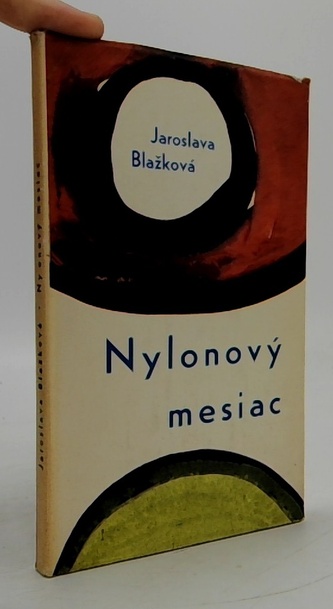 Jaroslava
Blažková
Nylonový
mesiac
Jaroslava Blažková · Nylonový mesiac